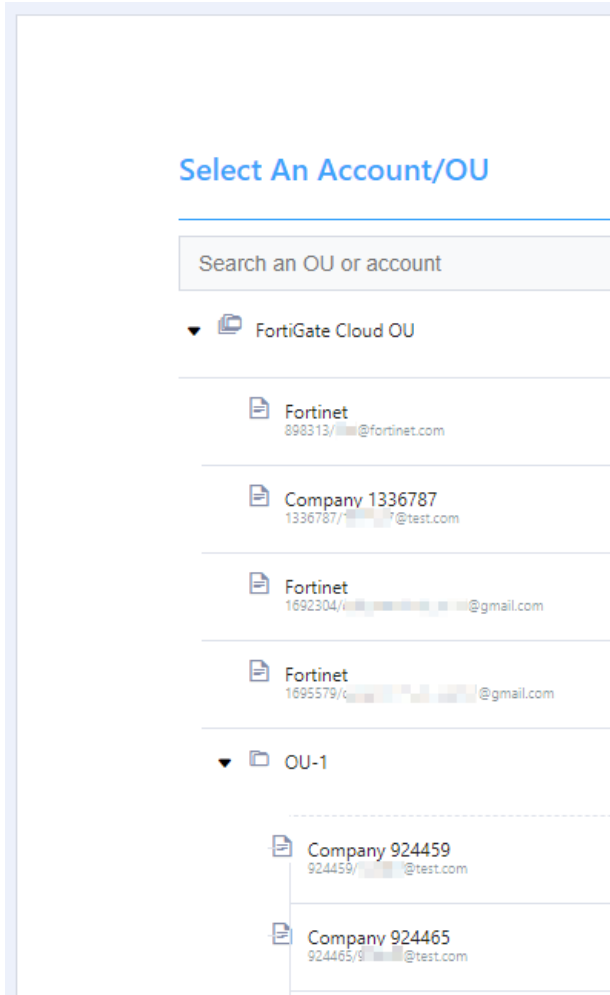 Select An Account/OU
Search an OU or account
FortiGate Cloud OU
Fortinet
898313/ @fortinet.com
Company 1336787
1336787/ @test.com
Fortinet
1692304/ @gmail.com
Fortinet
1695579/ @gmail.com
OU-1
Company 924459
924459/ @test.com
Company 924465
924465/9 @test.com